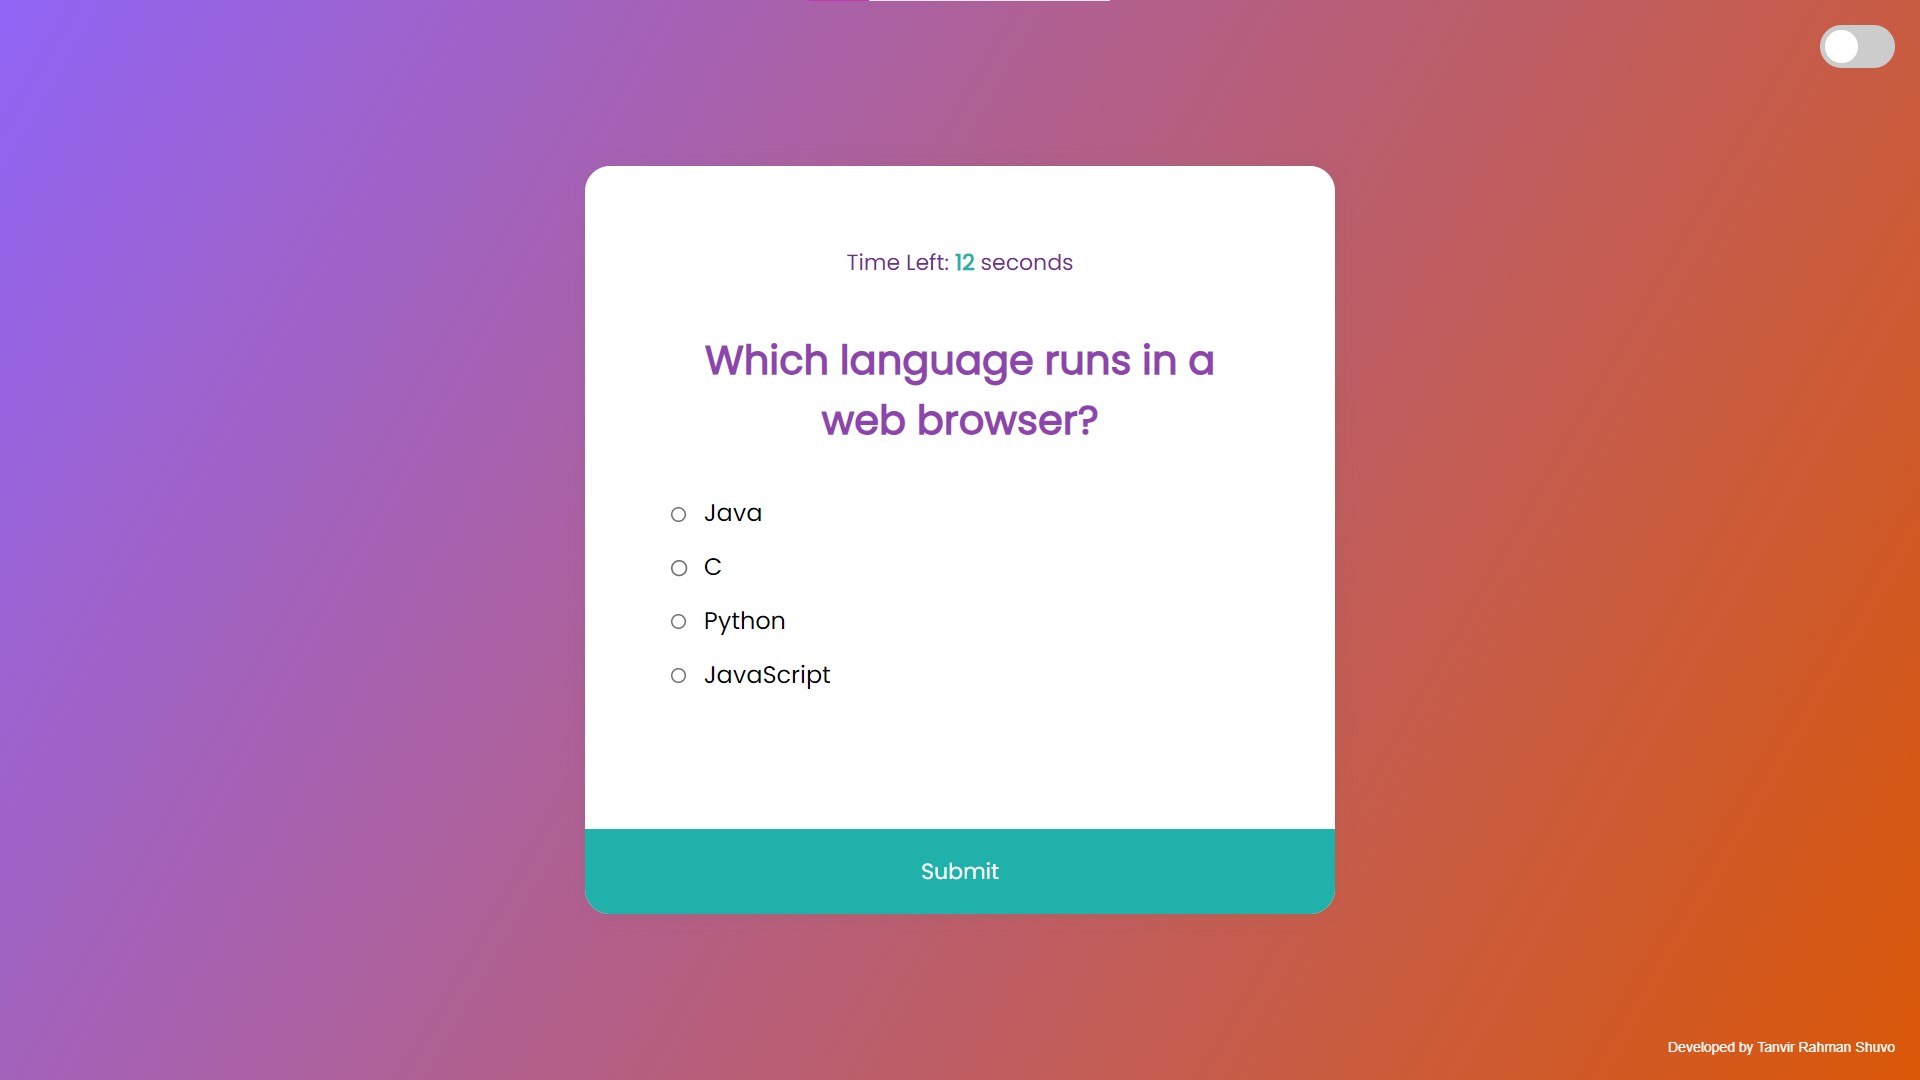 Time Left: 12 seconds
Which language runs in a
web browser?
Java
C
Python
JavaScript
Submit
Developed by Tanvir Rahman Shuvo